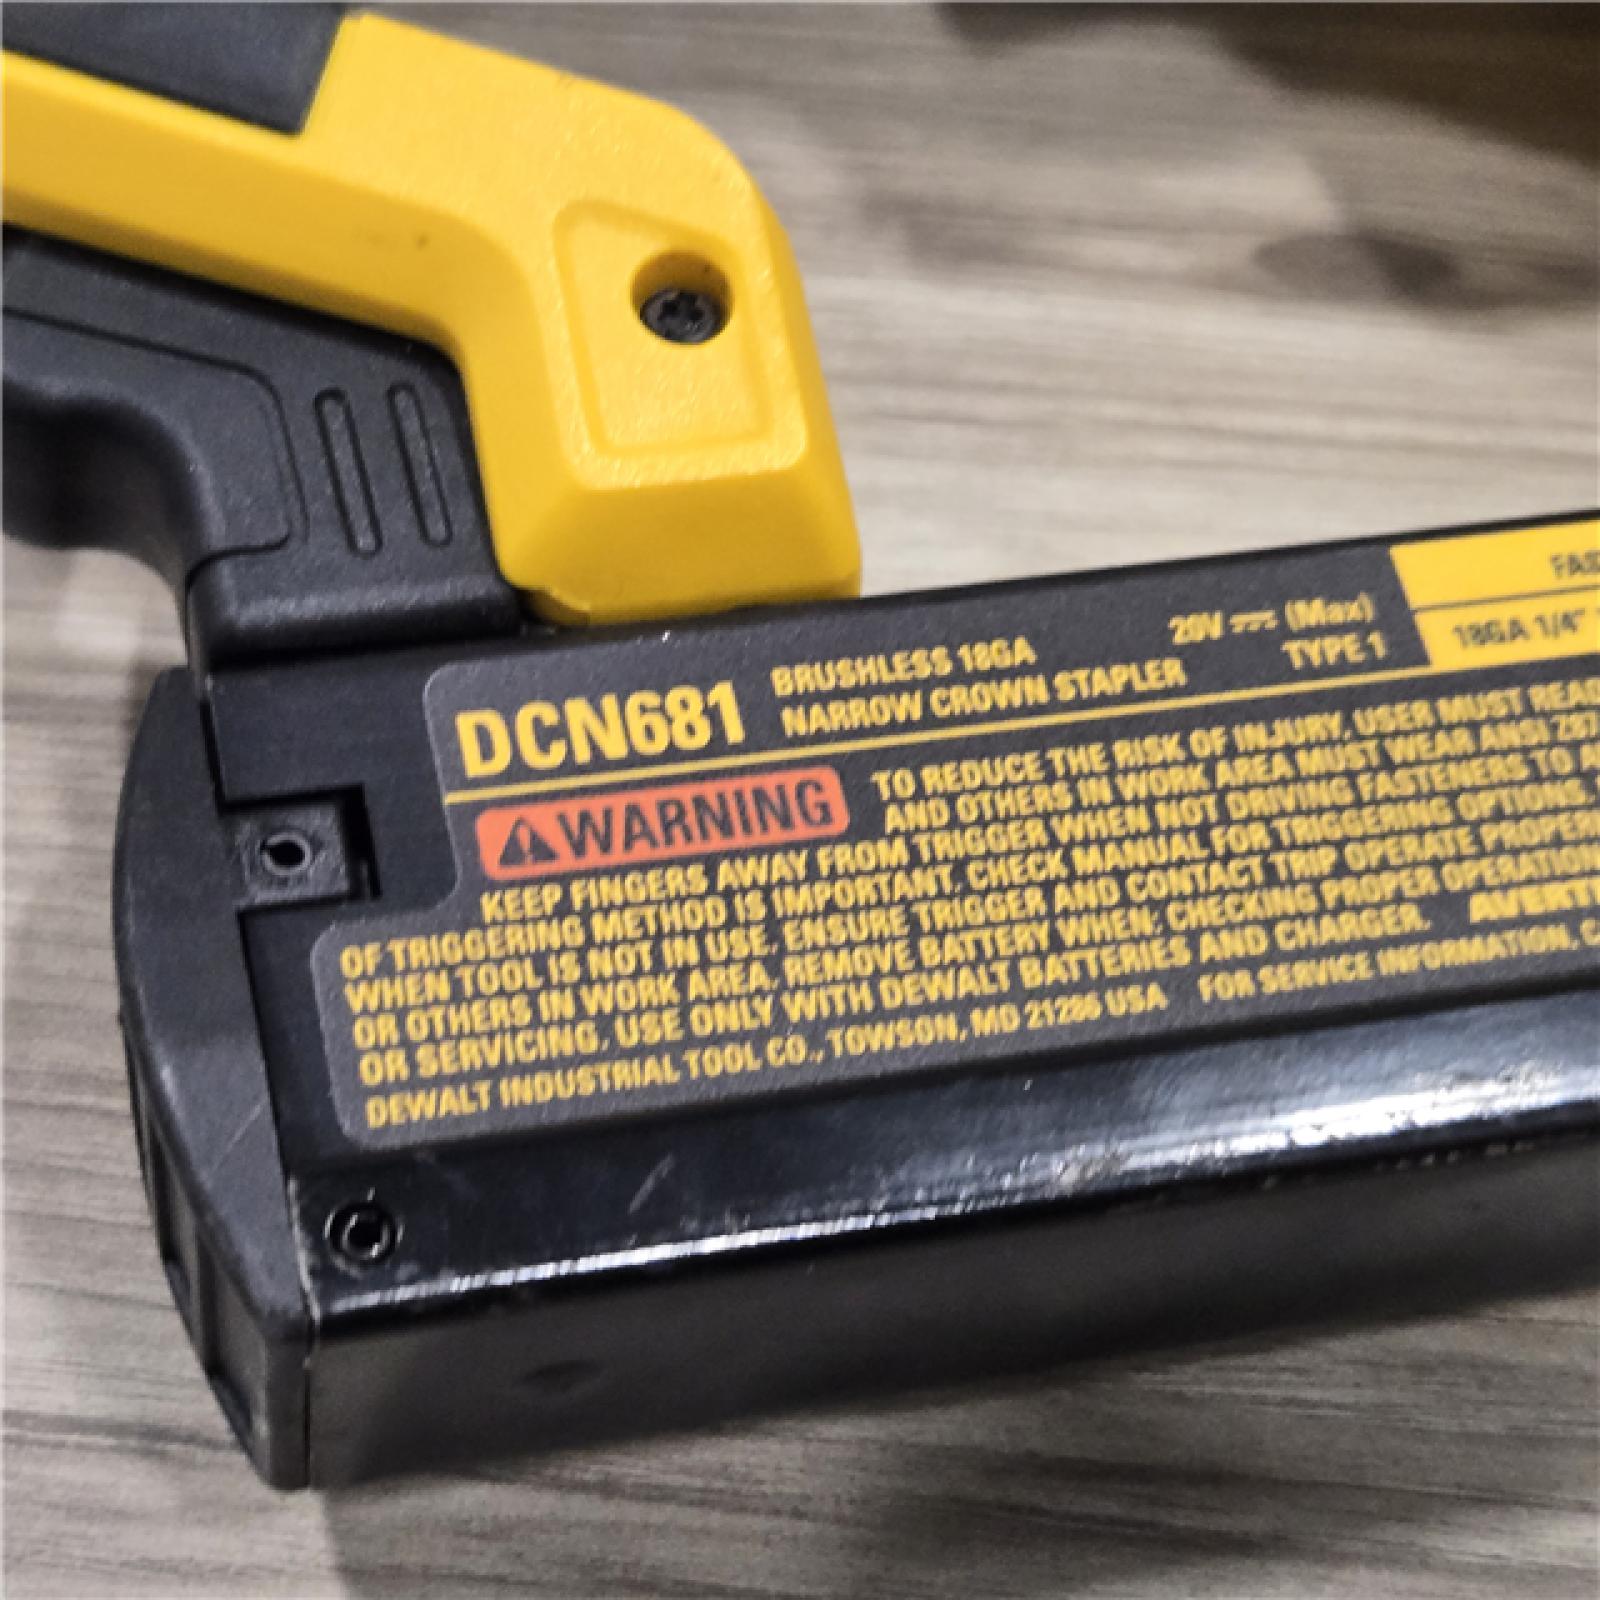 DCN681
BRUSHLESS 18GA
NARROW CROWN STAPLER
20V ⎓ (Max)
TYPE 1
18GA 1/4"
WARNING
TO REDUCE THE RISK OF INJURY, USER MUST READ
AND OTHERS IN WORK AREA MUST WEAR ANSI Z87
KEEP FINGERS AWAY FROM TRIGGER WHEN NOT DRIVING FASTENERS TO
OF TRIGGERING METHOD IS IMPORTANT, CHECK MANUAL FOR TRIGGERING OPTIONS.
WHEN TOOL IS NOT IN USE, ENSURE TRIGGER AND CONTACT TRIP OPERATE PROPER
OR OTHERS IN WORK AREA, REMOVE BATTERY WHEN: CHECKING PROPER OPERATION
OR SERVICING, USE ONLY WITH DEWALT BATTERIES AND CHARGER.
DEWALT INDUSTRIAL TOOL CO., TOWSON, MD 21286 USA FOR SERVICE INFORMATION,